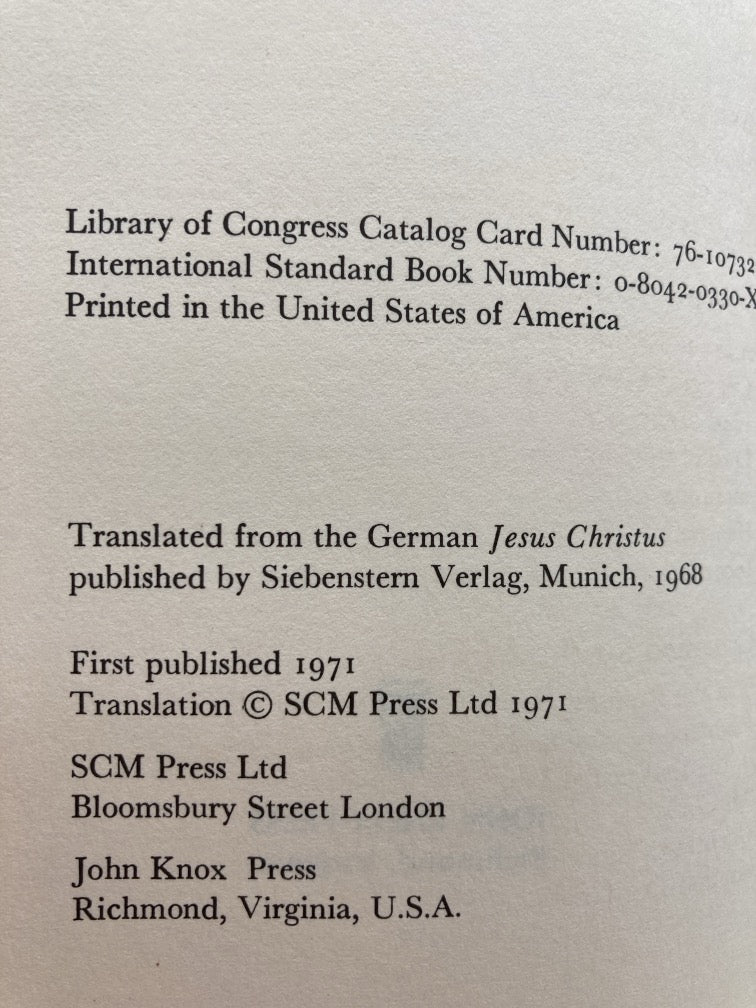 Library of Congress Catalog Card Number: 76-10732
International Standard Book Number: 0-8042-0330-X
Printed in the United States of America
Translated from the German Jesus Christus
published by Siebenstern Verlag, Munich, 1968
First published 1971
Translation © SCM Press Ltd 1971
SCM Press Ltd
Bloomsbury Street London
John Knox Press
Richmond, Virginia, U.S.A.